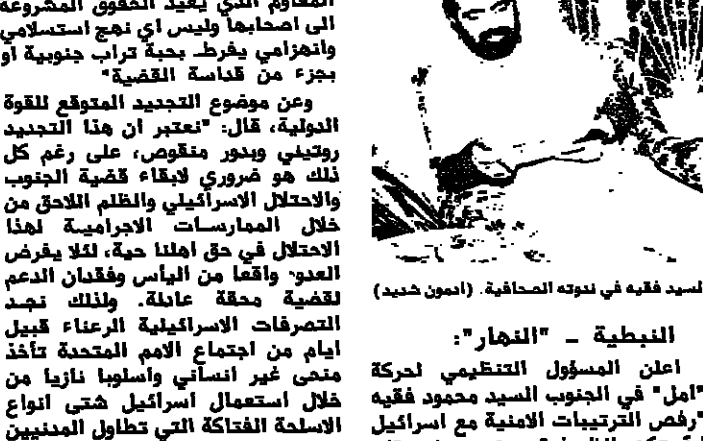 السيد فقيه في ندوته الصحافية. (ادمون شديد)
النبطية ـ "النهار":
اعلن المسؤول التنظيمي لحركة
"امل" في الجنوب السيد محمود فقيه
"رفض الترتيبات الامنية مع اسرائيل
المقاوم الذي يعيد الحقوق المشروعة
الى اصحابها وليس اي نهج استسلامي
وانهزامي يفرط بحبة تراب جنوبية او
بجزء من قداسة القضية"
وعن موضوع التجديد المتوقع للقوة
الدولية، قال: "نعتبر ان هذا التجديد
روتيني وبدور منقوص، على رغم كل
ذلك هو ضروري لابقاء قضية الجنوب
والاحتلال الاسرائيلي والظلم اللاحق من
خلال الممارسات الاجرامية لهذا
الاحتلال في حق اهلنا حية، لئلا يفرض
العدو واقعا من اليأس وفقدان الدعم
لقضية محقة عادلة. ولذلك نجد
التصرفات الاسرائيلية الرعناء قبيل
ايام من اجتماع الامم المتحدة تأخذ
منحى غير انساني وأسلوبا نازيا من
خلال استعمال اسرائيل شتى انواع
الاسلحة الفتاكة التي تطاول المدنيين